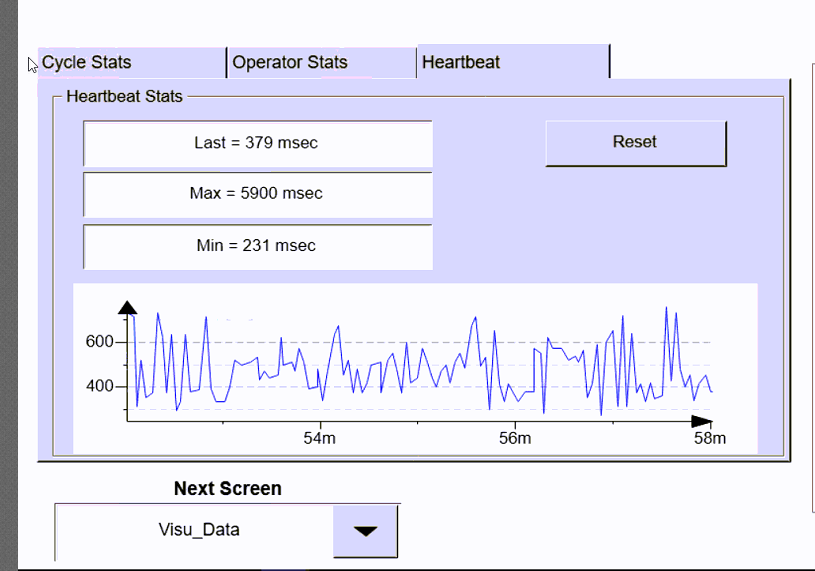 Cycle Stats
Operator Stats
Heartbeat
Heartbeat Stats
Last = 379 msec
Reset
Max = 5900 msec
Min = 231 msec
600
400
54m
56m
58m
Next Screen
Visu_Data